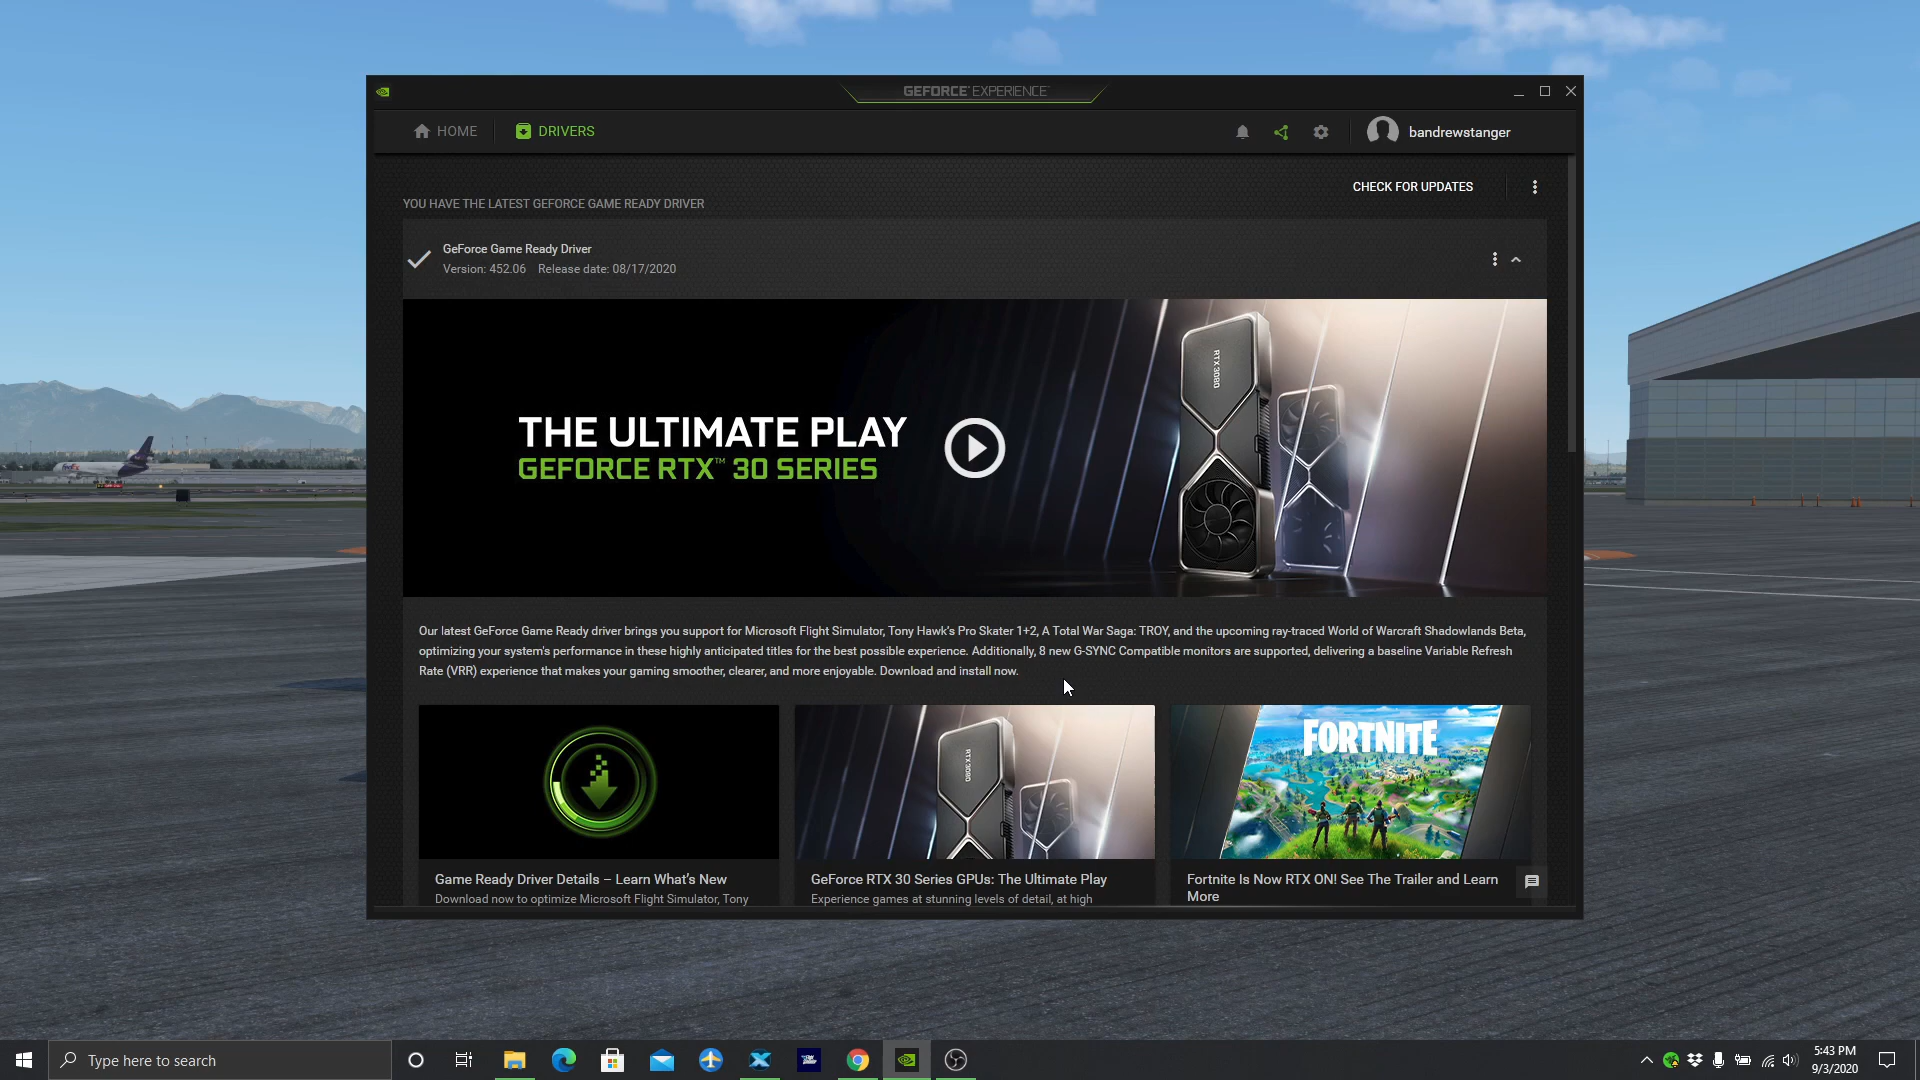 GEFORCE EXPERIENCE
HOME
DRIVERS
bandrewstanger
CHECK FOR UPDATES
YOU HAVE THE LATEST GEFORCE GAME READY DRIVER
GeForce Game Ready Driver
Version: 452.06 Release date: 08/17/2020
THE ULTIMATE PLAY
GEFORCE RTX™ 30 SERIES
RTX 3080
Our latest GeForce Game Ready driver brings you support for Microsoft Flight Simulator, Tony Hawk's Pro Skater 1+2, A Total War Saga: TROY, and the upcoming ray-traced World of Warcraft Shadowlands Beta,
optimizing your system's performance in these highly anticipated titles for the best possible experience. Additionally, 8 new G-SYNC Compatible monitors are supported, delivering a baseline Variable Refresh
Rate (VRR) experience that makes your gaming smoother, clearer, and more enjoyable. Download and install now.
RTX 3080
FORTNITE
Game Ready Driver Details – Learn What's New
Download now to optimize Microsoft Flight Simulator, Tony
GeForce RTX 30 Series GPUs: The Ultimate Play
Experience games at stunning levels of detail, at high
Fortnite Is Now RTX ON! See The Trailer and Learn
More
FedEx
Type here to search
5:43 PM
9/3/2020